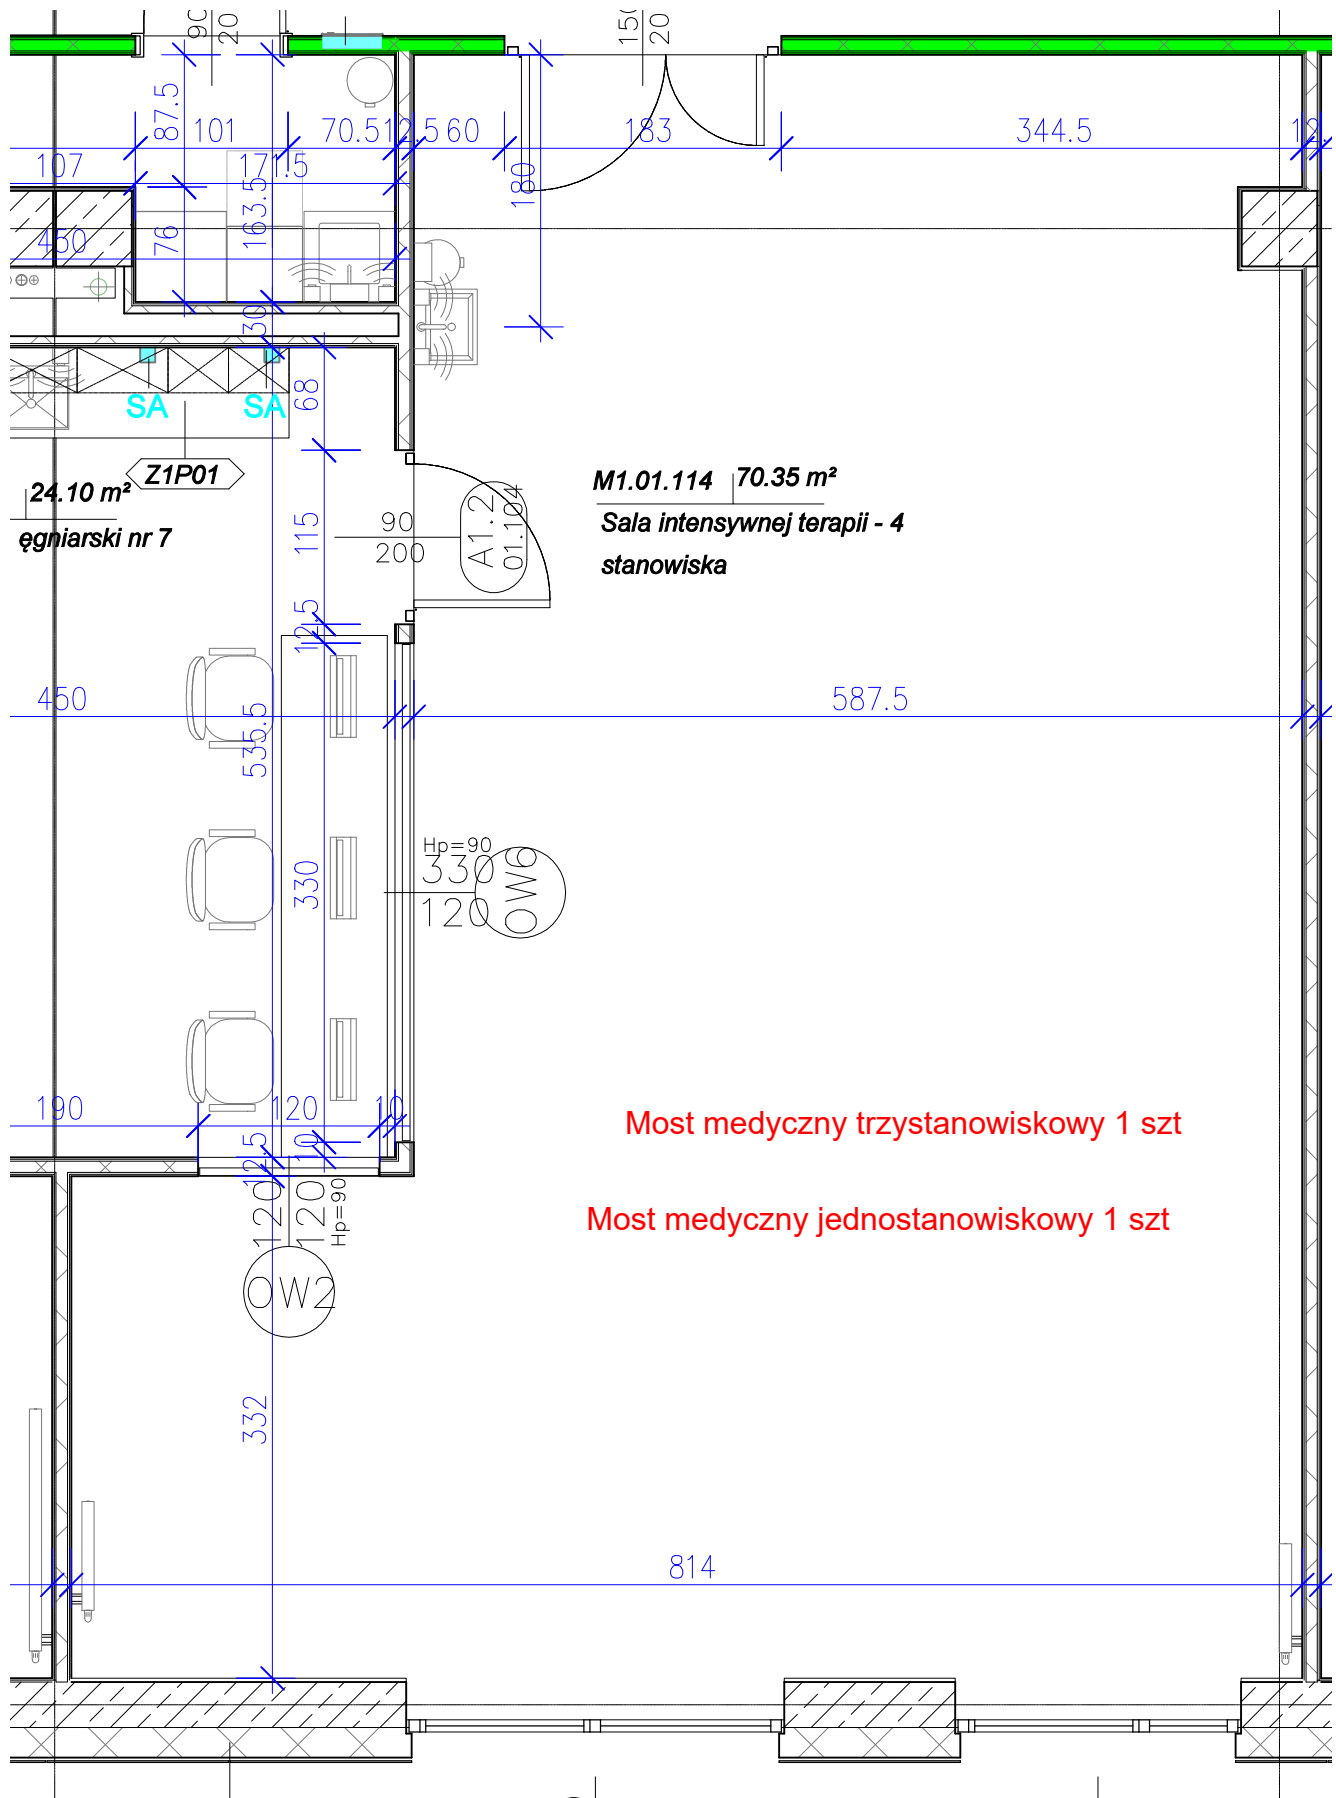 90
20
150
20
87.5
101
70.5
12.5
60
183
344.5
12
107
171.5
180
163.5
76
450
30
68
SA
SA
Z1P01
24.10 m²
ęgniarski nr 7
M1.01.114
70.35 m²
Sala intensywnej terapii - 4
stanowiska
90
200
A1.2
01.104
115
12.5
450
535.5
587.5
Hp=90
330
120
OW6
330
190
120
10
Most medyczny trzystanowiskowy 1 szt
12.5
10
120
120
Hp=90
Most medyczny jednostanowiskowy 1 szt
OW2
332
814